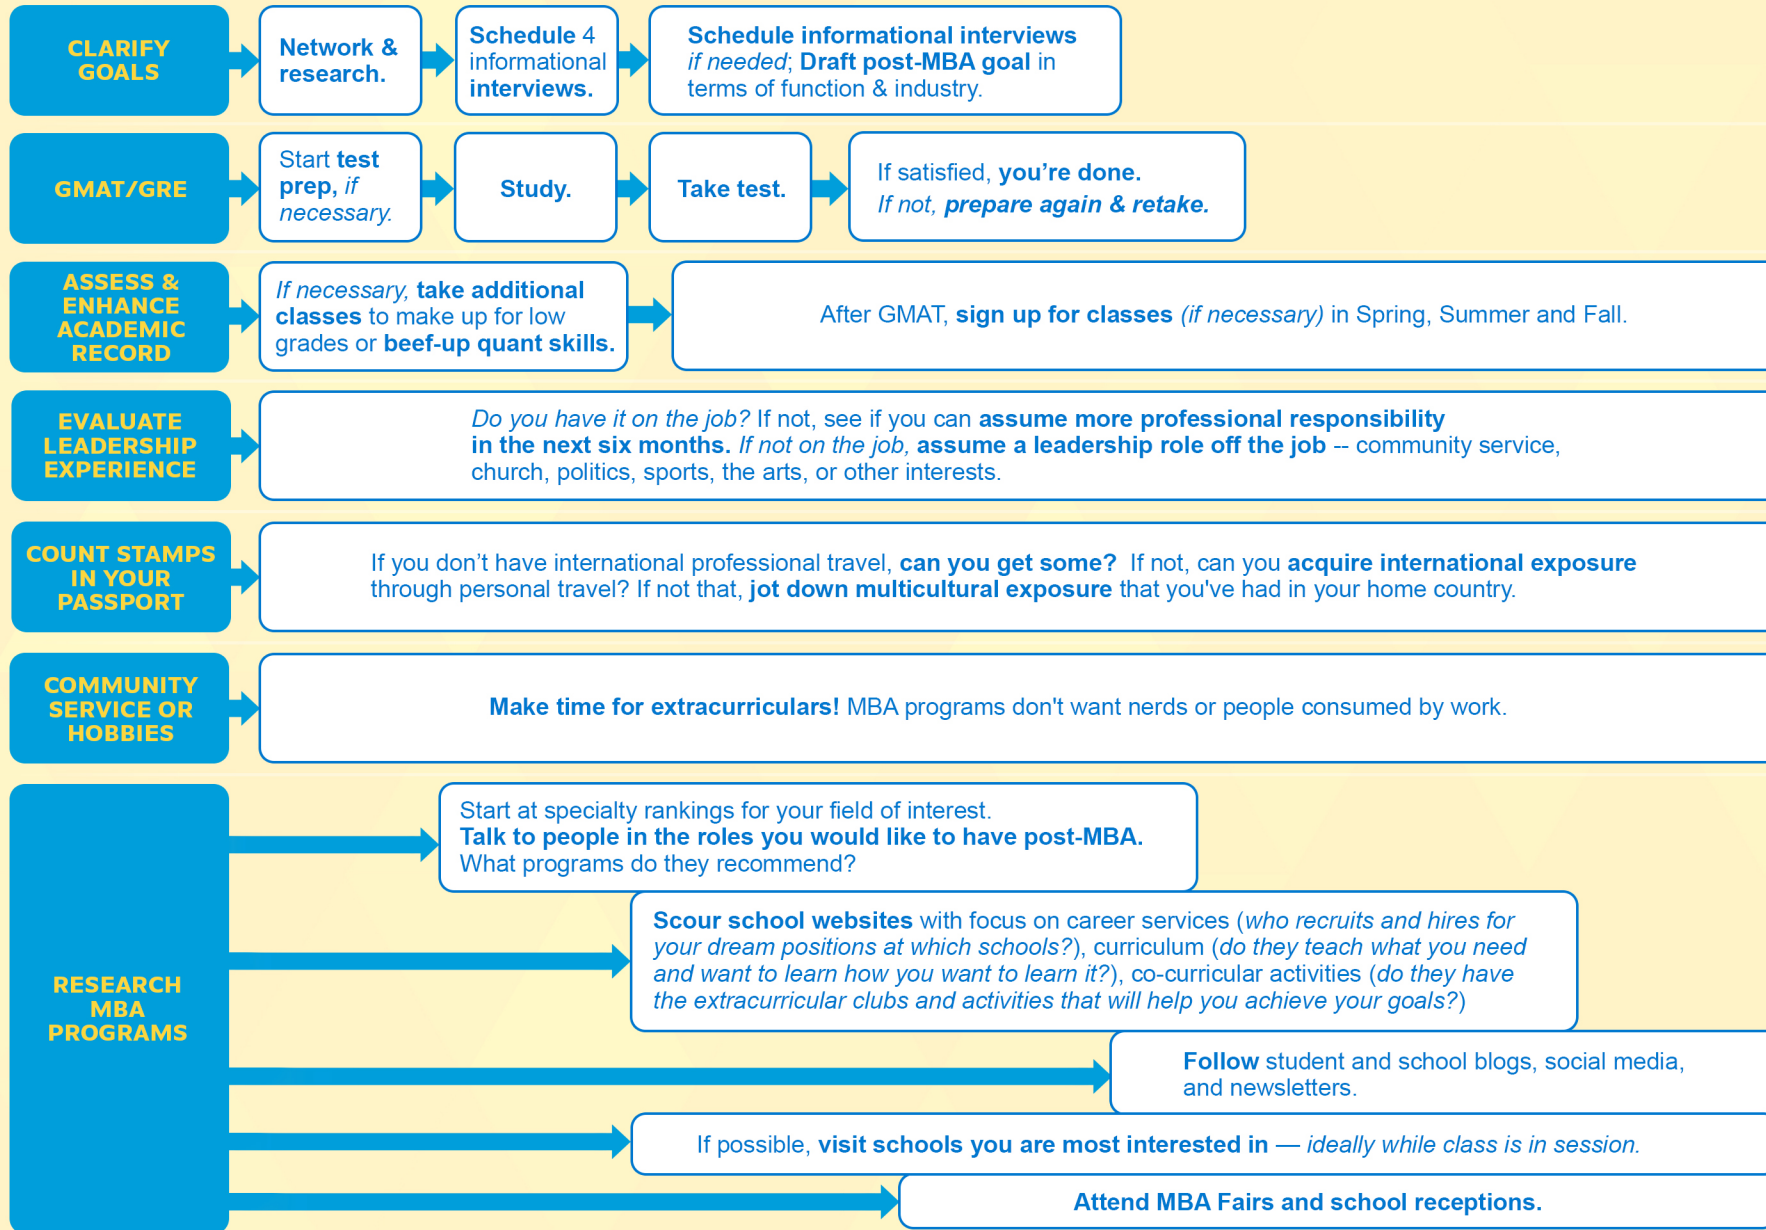 CLARIFY
GOALS
Network &
research.
Schedule 4
informational
interviews.
Schedule informational interviews
if needed; Draft post-MBA goal in
terms of function & industry.
GMAT/GRE
Start test
prep, if
necessary.
Study.
Take test.
If satisfied, you’re done.
If not, prepare again & retake.
ASSESS &
ENHANCE
ACADEMIC
RECORD
If necessary, take additional
classes to make up for low
grades or beef-up quant skills.
After GMAT, sign up for classes (if necessary) in Spring, Summer and Fall.
EVALUATE
LEADERSHIP
EXPERIENCE
Do you have it on the job? If not, see if you can assume more professional responsibility
in the next six months. If not on the job, assume a leadership role off the job -- community service,
church, politics, sports, the arts, or other interests.
COUNT STAMPS
IN YOUR
PASSPORT
If you don’t have international professional travel, can you get some? If not, can you acquire international exposure
through personal travel? If not that, jot down multicultural exposure that you've had in your home country.
COMMUNITY
SERVICE OR
HOBBIES
Make time for extracurriculars! MBA programs don't want nerds or people consumed by work.
RESEARCH
MBA
PROGRAMS
Start at specialty rankings for your field of interest.
Talk to people in the roles you would like to have post-MBA.
What programs do they recommend?
Scour school websites with focus on career services (who recruits and hires for
your dream positions at which schools?), curriculum (do they teach what you need
and want to learn how you want to learn it?), co-curricular activities (do they have
the extracurricular clubs and activities that will help you achieve your goals?)
Follow student and school blogs, social media,
and newsletters.
If possible, visit schools you are most interested in — ideally while class is in session.
Attend MBA Fairs and school receptions.